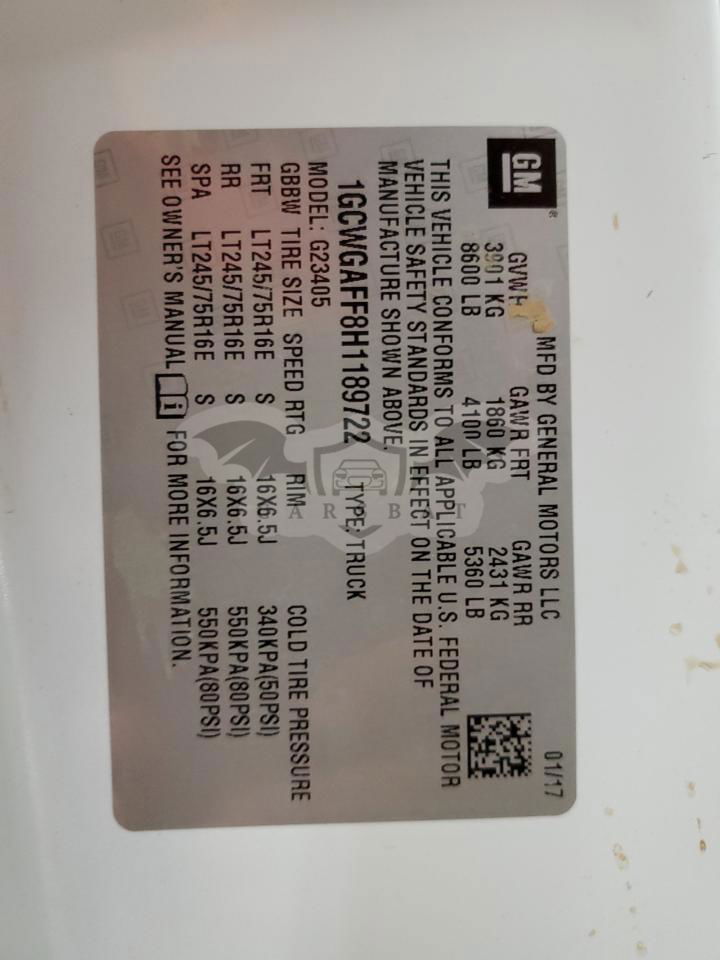 GM®
MFD BY GENERAL MOTORS LLC 01/17
GVWR GAWR FRT GAWR RR
3901 KG 1860 KG 2431 KG
8600 LB 4100 LB 5360 LB
THIS VEHICLE CONFORMS TO ALL APPLICABLE U.S. FEDERAL MOTOR
VEHICLE SAFETY STANDARDS IN EFFECT ON THE DATE OF
MANUFACTURE SHOWN ABOVE.
1GCWGAFF8H1189722 TYPE: TRUCK
MODEL: G23405
GBBW TIRE SIZE SPEED RTG RIM COLD TIRE PRESSURE
FRT LT245/75R16E S 16X6.5J 340KPA(50PSI)
RR LT245/75R16E S 16X6.5J 550KPA(80PSI)
SPA LT245/75R16E S 16X6.5J 550KPA(80PSI)
SEE OWNER'S MANUAL i FOR MORE INFORMATION.